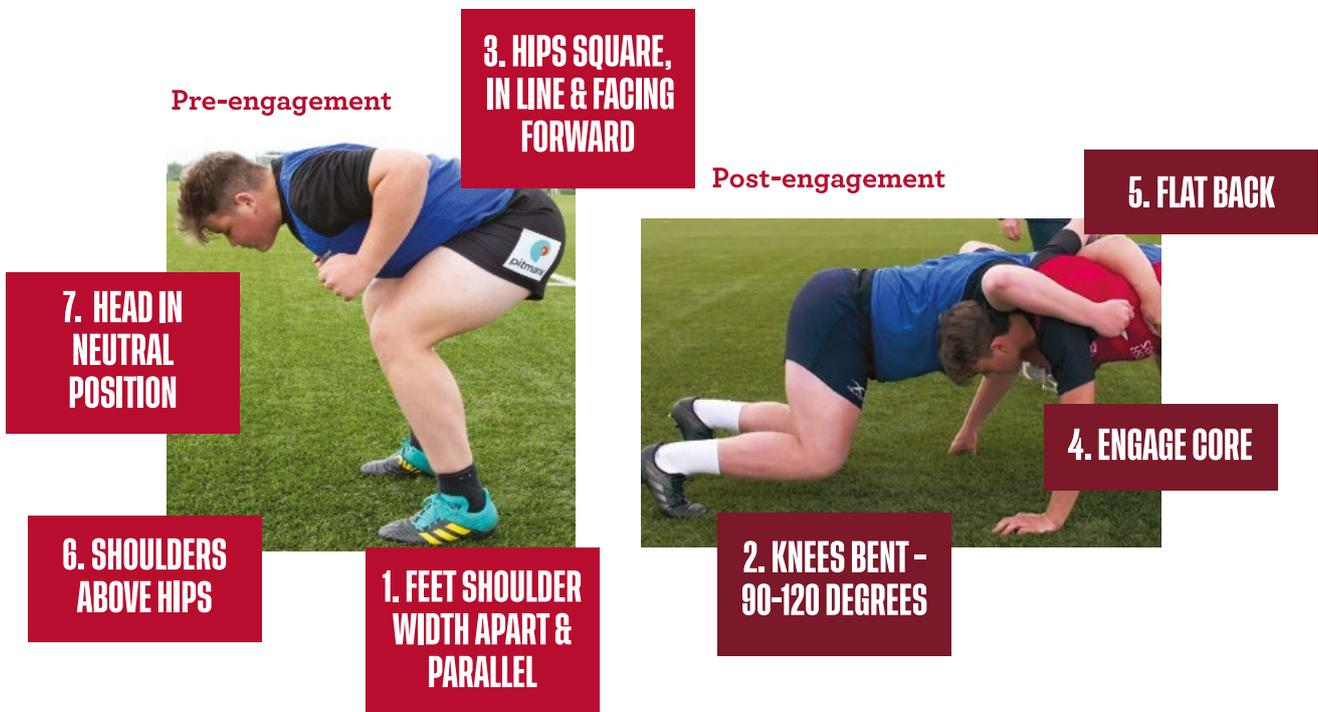 Pre-engagement
3. HIPS SQUARE,
IN LINE & FACING
FORWARD
Post-engagement
5. FLAT BACK
pitmans
7. HEAD IN
NEUTRAL
POSITION
4. ENGAGE CORE
6. SHOULDERS
ABOVE HIPS
1. FEET SHOULDER
WIDTH APART &
PARALLEL
2. KNEES BENT –
90-120 DEGREES